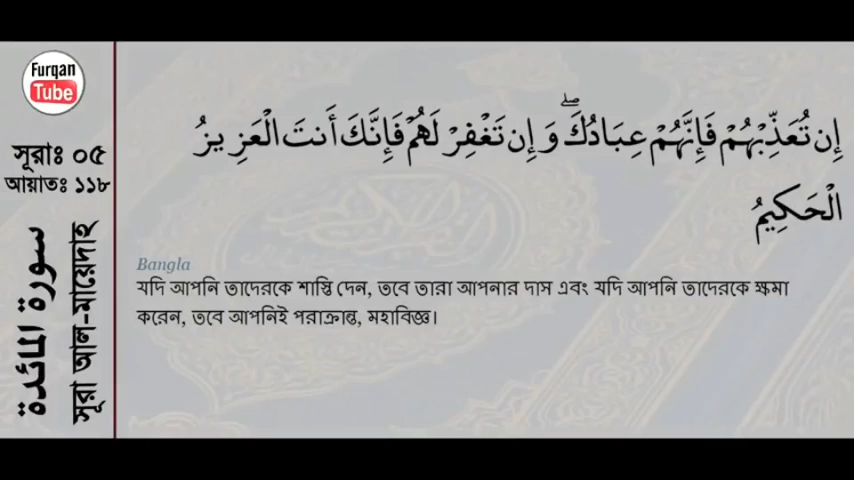 Furqan
Tube
সূরাঃ ০৫
আয়াতঃ ১১৮
سورة المائدة
সূরা আল-মায়েদাহ
إِن تُعَذِّبْهُمْ فَإِنَّهُمْ عِبَادُكَ ۖ وَإِن تَغْفِرْ لَهُمْ فَإِنَّكَ أَنتَ الْعَزِيزُ
الْحَكِيمُ
Bangla
যদি আপনি তাদেরকে শাস্তি দেন, তবে তারা আপনার দাস এবং যদি আপনি তাদেরকে ক্ষমা
করেন, তবে আপনিই পরাক্রান্ত, মহাবিজ্ঞ।